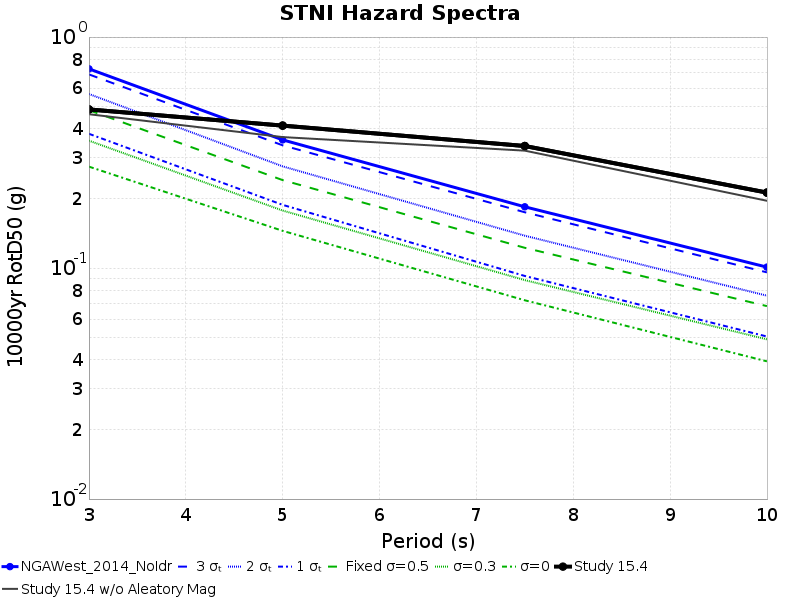 STNI Hazard Spectra
10000yr RotD50 (g)
10^0
8
6
4
3
2
10^-1
8
6
4
3
2
10^-2
3 4 5 6 7 8 9 10
Period (s)
NGAWest_2014_NoIdr 3 σₜ 2 σₜ 1 σₜ Fixed σ=0.5 σ=0.3 σ=0 Study 15.4
Study 15.4 w/o Aleatory Mag